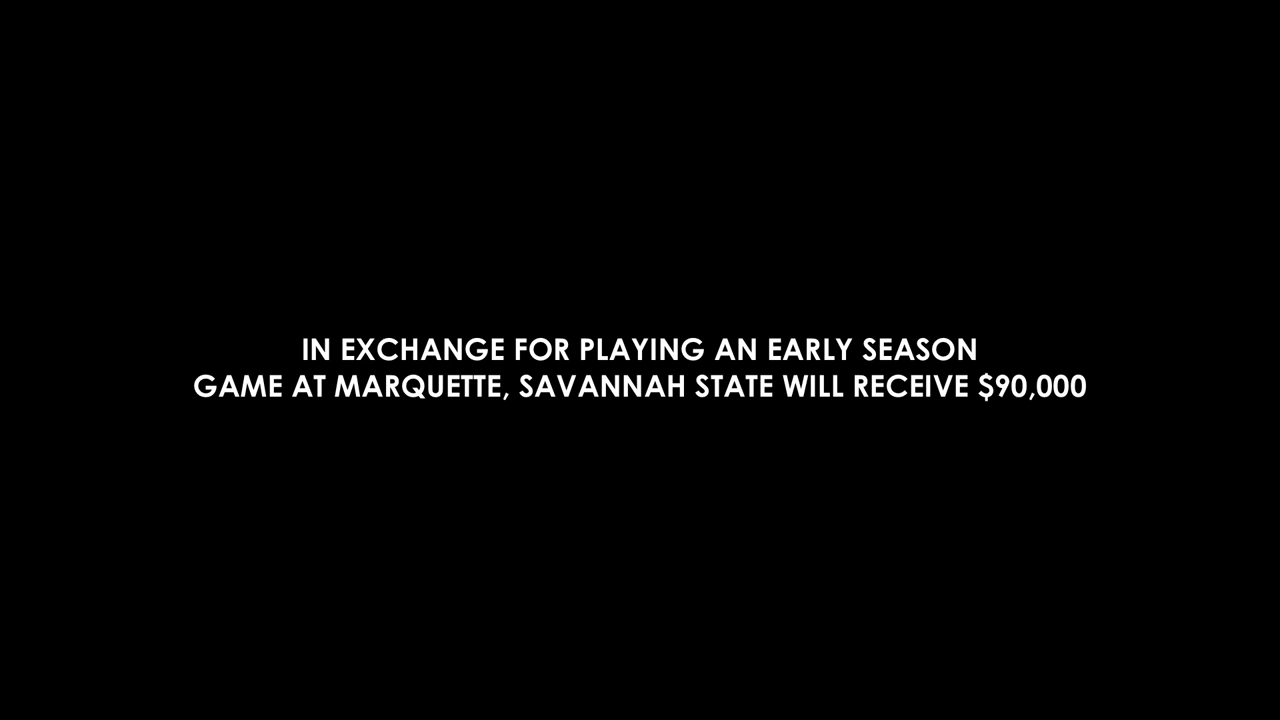 IN EXCHANGE FOR PLAYING AN EARLY SEASON
GAME AT MARQUETTE, SAVANNAH STATE WILL RECEIVE $90,000